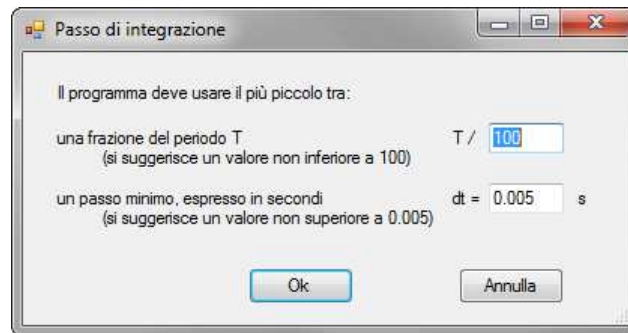 Passo di integrazione
Il programma deve usare il più piccolo tra:
una frazione del periodo T T / 100
(si suggerisce un valore non inferiore a 100)
un passo minimo, espresso in secondi dt = 0.005 s
(si suggerisce un valore non superiore a 0.005)
Ok Annulla